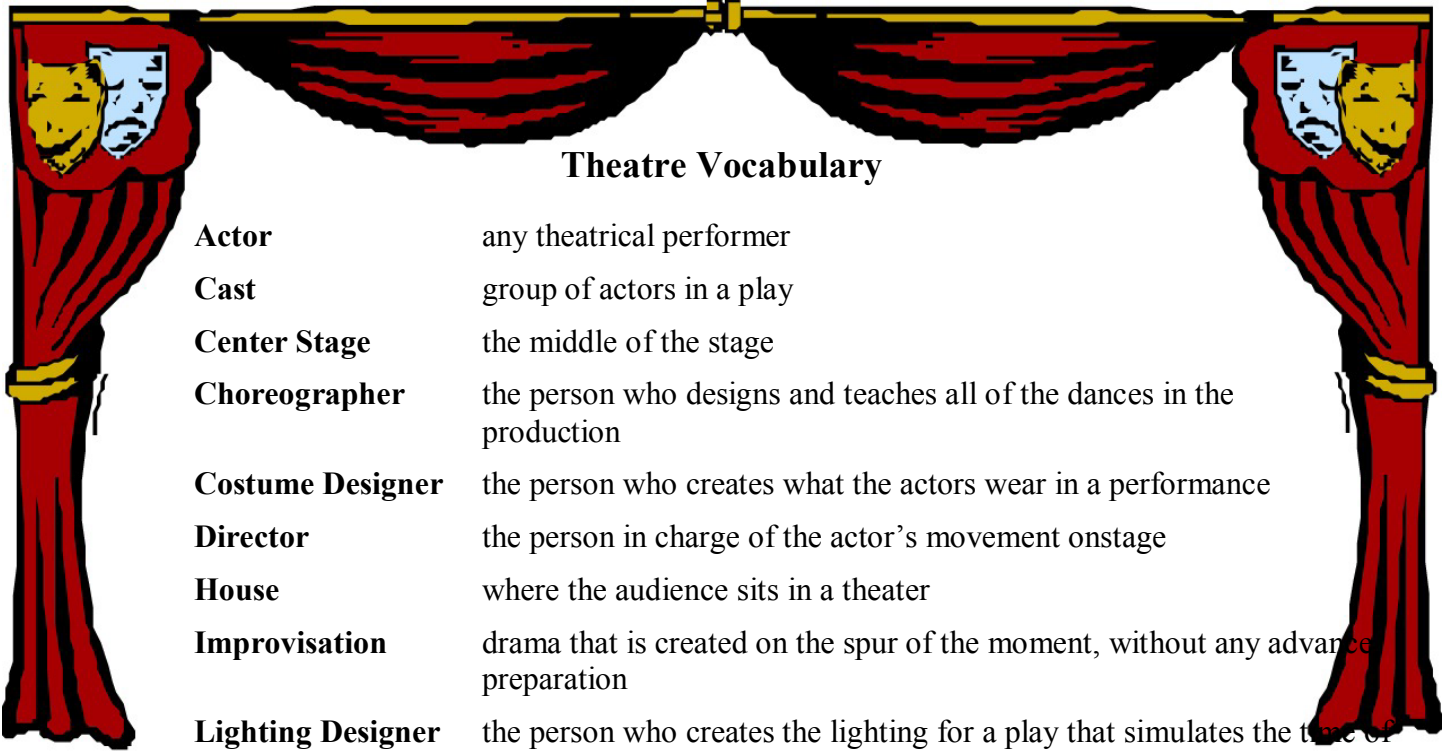 Theatre Vocabulary
Actor any theatrical performer
Cast group of actors in a play
Center Stage the middle of the stage
Choreographer the person who designs and teaches all of the dances in the
production
Costume Designer the person who creates what the actors wear in a performance
Director the person in charge of the actor’s movement onstage
House where the audience sits in a theater
Improvisation drama that is created on the spur of the moment, without any advance
preparation
Lighting Designer the person who creates the lighting for a play that simulates the time of